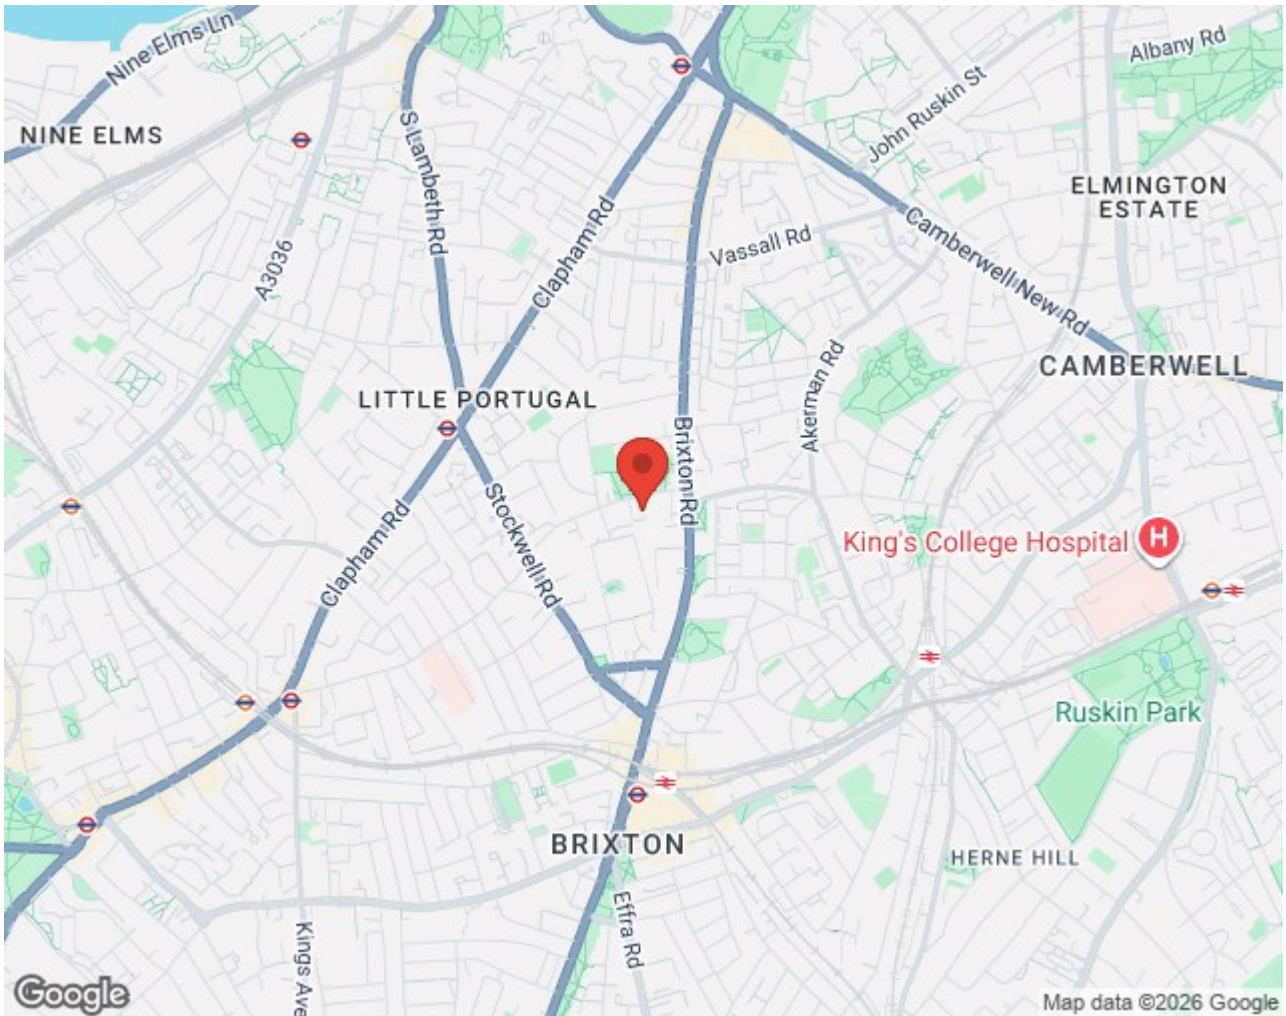 Nine Elms Ln
Albany Rd
NINE ELMS
S Lambeth Rd
John Ruskin St
ELMINGTON
ESTATE
A3036
Clapham Rd
Vassall Rd
Camberwell New Rd
CAMBERWELL
LITTLE PORTUGAL
Akerman Rd
Brixton Rd
Stockwell Rd
Clapham Rd
King's College Hospital
H
Ruskin Park
BRIXTON
HERNE HILL
Effra Rd
Kings Ave
Google
Map data ©2026 Google